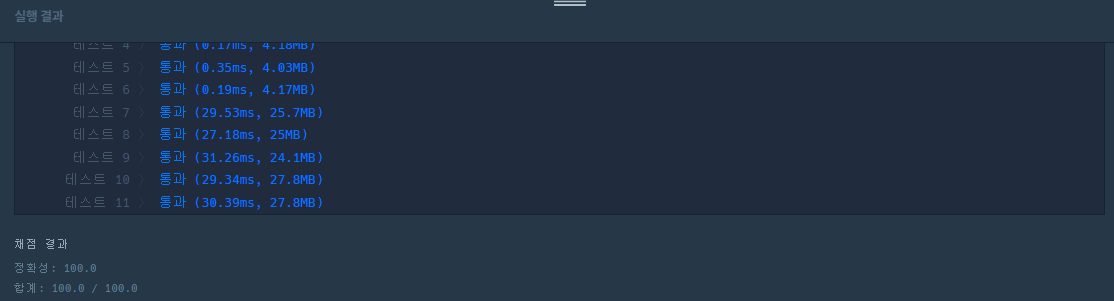 실행 결과
테스트 4 〉 통과 (0.17ms, 4.18MB)
테스트 5 〉 통과 (0.35ms, 4.03MB)
테스트 6 〉 통과 (0.19ms, 4.17MB)
테스트 7 〉 통과 (29.53ms, 25.7MB)
테스트 8 〉 통과 (27.18ms, 25MB)
테스트 9 〉 통과 (31.26ms, 24.1MB)
테스트 10 〉 통과 (29.34ms, 27.8MB)
테스트 11 〉 통과 (30.39ms, 27.8MB)
채점 결과
정확성: 100.0
합계: 100.0 / 100.0